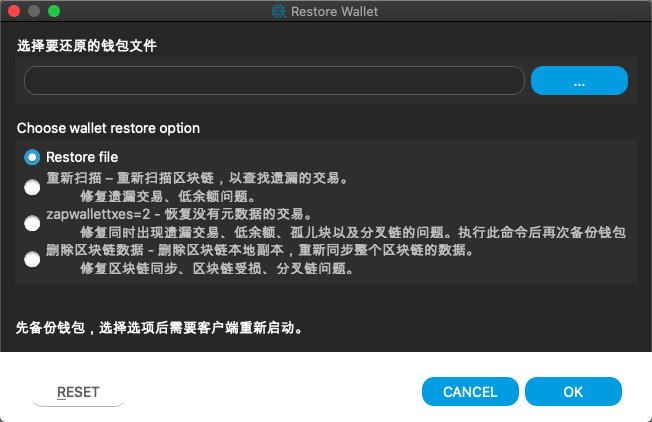 Restore Wallet
选择要还原的钱包文件
...
Choose wallet restore option
Restore file
重新扫描 – 重新扫描区块链，以查找遗漏的交易。
修复遗漏交易、低余额问题。
zapwallettxes=2 - 恢复没有元数据的交易。
修复同时出现遗漏交易、低余额、孤儿块以及分叉链的问题。执行此命令后再次备份钱包
删除区块链数据 - 删除区块链本地副本，重新同步整个区块链的数据。
修复区块链同步、区块链受损、分叉链问题。
先备份钱包，选择选项后需要客户端重新启动。
RESET
CANCEL
OK